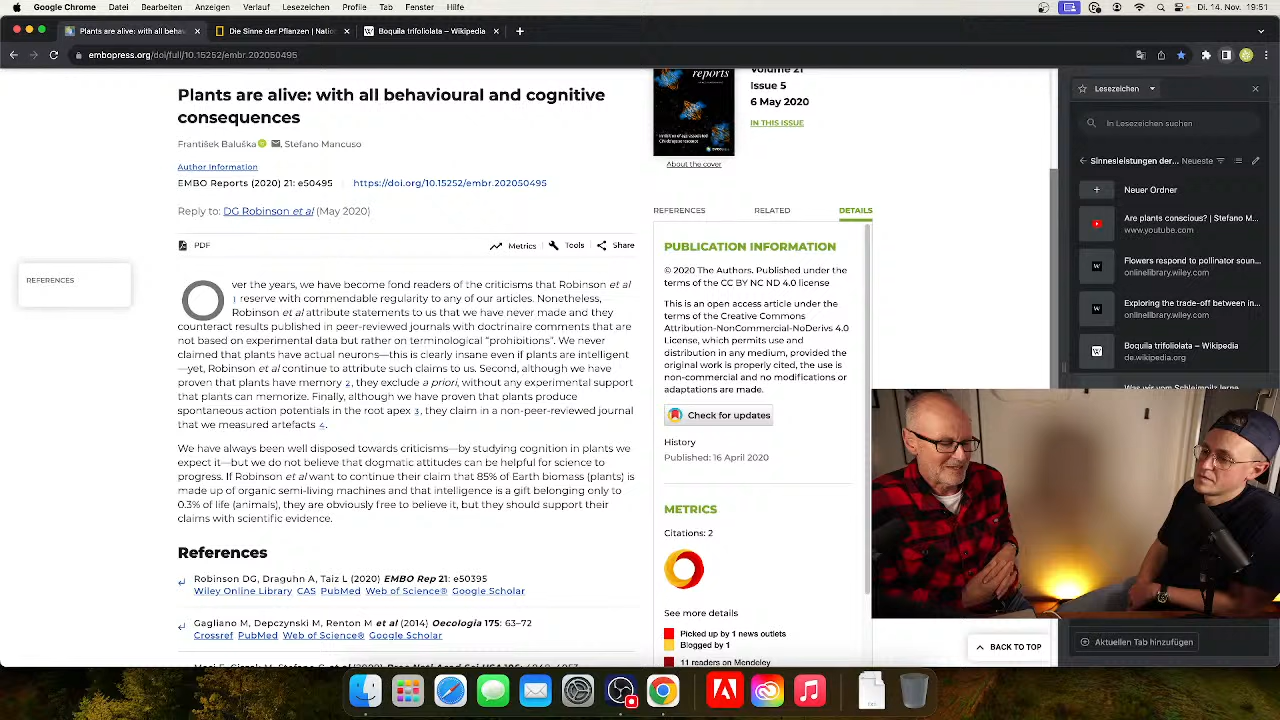 Google Chrome Datei Bearbeiten Anzeigen Verlauf Lesezeichen Profile Tab Fenster Hilfe Di. 14. Nov. 19:51
Plants are alive: with all behav
Die Sinne der Pflanzen | Natio
Boquila trifoliolata – Wikipedia
embopress.org/doi/full/10.15252/embr.202050495
Plants are alive: with all behavioural and cognitive
consequences
František Baluška, Stefano Mancuso
Author Information
EMBO Reports (2020) 21: e50495 https://doi.org/10.15252/embr.202050495
Reply to: DG Robinson et al (May 2020)
PDF Metrics Tools Share
REFERENCES
Over the years, we have become fond readers of the criticisms that Robinson et al
) reserve with commendable regularity to any of our articles. Nonetheless,
Robinson et al attribute statements to us that we have never made and they
counteract results published in peer-reviewed journals with doctrinaire comments that are
not based on experimental data but rather on terminological “prohibitions”. We never
claimed that plants have actual neurons—this is clearly insane even if plants are intelligent
—yet, Robinson et al continue to attribute such claims to us. Second, although we have
proven that plants have memory 2, they exclude a priori, without any experimental support
that plants can memorize. Finally, although we have proven that plants produce
spontaneous action potentials in the root apex 3, they claim in a non-peer-reviewed journal
that we measured artefacts 4.
We have always been well disposed towards criticisms—by studying cognition in plants we
expect it—but we do not believe that dogmatic attitudes can be helpful for science to
progress. If Robinson et al want to continue their claim that 85% of Earth biomass (plants) is
made up of organic semi-living machines and that intelligence is a gift belonging only to
0.3% of life (animals), they are obviously free to believe it, but they should support their
claims with scientific evidence.
References
Robinson DG, Draguhn A, Taiz L (2020) EMBO Rep 21: e50395
Wiley Online Library CAS PubMed Web of Science® Google Scholar
Gagliano M, Depczynski M, Renton M et al (2014) Oecologia 175: 63–72
Crossref PubMed Web of Science® Google Scholar
reports
Volume 21
Issue 5
6 May 2020
IN THIS ISSUE
About the cover
REFERENCES RELATED DETAILS
PUBLICATION INFORMATION
© 2020 The Authors. Published under the
terms of the CC BY NC ND 4.0 license
This is an open access article under the
terms of the Creative Commons
Attribution-NonCommercial-NoDerivs 4.0
License, which permits use and
distribution in any medium, provided the
original work is properly cited, the use is
non-commercial and no modifications or
adaptations are made.
Check for updates
History
Published: 16 April 2020
METRICS
Citations: 2
See more details
Picked up by 1 news outlets
Blogged by 1
11 readers on Mendeley
BACK TO TOP
Lesezeichen
In Lesezeichen suchen
Sinnesleistungen der... Neueste
Neuer Ordner
Are plants conscious? | Stefano M...
www.youtube.com
Flowers respond to pollinator soun...
onlinelibrary.wiley.com
Exploring the trade-off between in...
onlinelibrary.wiley.com
Boquila trifoliolata – Wikipedia
de.wikipedia.org
Was wir vom Schleimpilz lerne
Aktuellen Tab hinzufügen